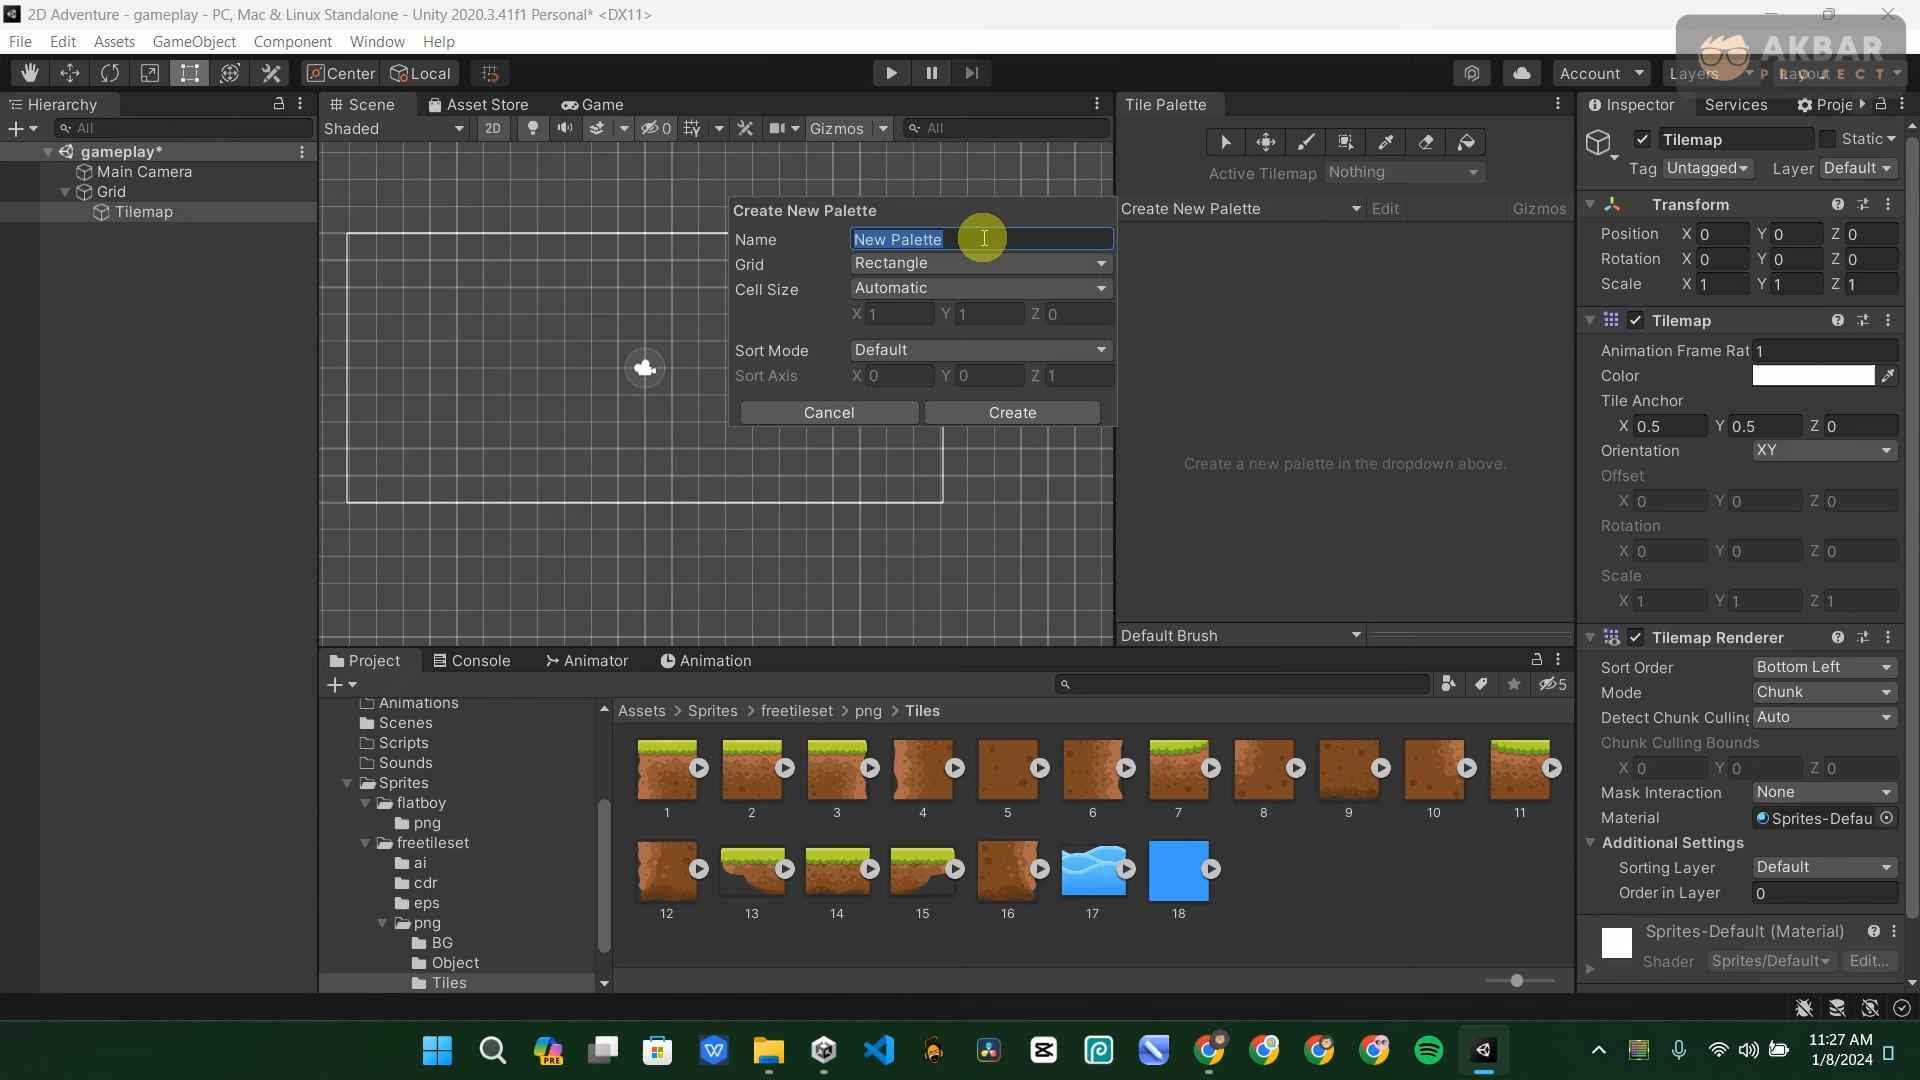 2D Adventure - gameplay - PC, Mac & Linux Standalone - Unity 2020.3.41f1 Personal* <DX11>
File Edit Assets GameObject Component Window Help
AKBAR
PROJECT
Center Local
Account Layers Layout
Hierarchy
All
gameplay*
Main Camera
Grid
Tilemap
Scene Asset Store Game
Shaded 2D 0 Gizmos All
Create New Palette
Name New Palette
Grid Rectangle
Cell Size Automatic
X 1 Y 1 Z 0
Sort Mode Default
Sort Axis X 0 Y 0 Z 1
Cancel Create
Tile Palette
Active Tilemap Nothing
Create New Palette Edit Gizmos
Create a new palette in the dropdown above.
Default Brush
Inspector Services Proje
Tilemap Static
Tag Untagged Layer Default
Transform
Position X 0 Y 0 Z 0
Rotation X 0 Y 0 Z 0
Scale X 1 Y 1 Z 1
Tilemap
Animation Frame Rat 1
Color
Tile Anchor
X 0.5 Y 0.5 Z 0
Orientation XY
Offset
X 0 Y 0 Z 0
Rotation
X 0 Y 0 Z 0
Scale
X 1 Y 1 Z 1
Tilemap Renderer
Sort Order Bottom Left
Mode Chunk
Detect Chunk Culling Auto
Chunk Culling Bounds
X 0 Y 0 Z 0
Mask Interaction None
Material Sprites-Defau
Additional Settings
Sorting Layer Default
Order in Layer 0
Sprites-Default (Material)
Shader Sprites/Default Edit...
Project Console Animator Animation
5
Animations
Scenes
Scripts
Sounds
Sprites
flatboy
png
freetileset
ai
cdr
eps
png
BG
Object
Tiles
Assets > Sprites > freetileset > png > Tiles
1 2 3 4 5 6 7 8 9 10 11
12 13 14 15 16 17 18
PRE
11:27 AM
1/8/2024